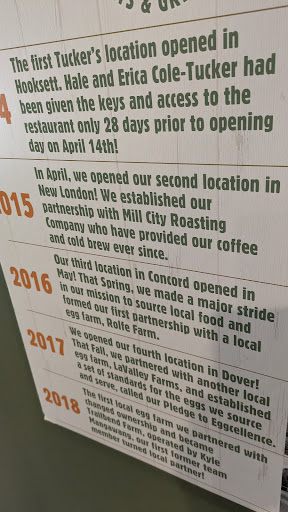 & GR
The first Tucker's location opened in
Hooksett. Hale and Erica Cole-Tucker had
been given the keys and access to the
restaurant only 28 days prior to opening
day on April 14th!
4
In April, we opened our second location in
New London! We established our
partnership with Mill City Roasting
Company who have provided our coffee
and cold brew ever since.
015
Our third location in Concord opened in
May! That Spring, we made a major stride
in our mission to source local food and
formed our first partnership with a local
egg farm, Rolfe Farm.
2016
We opened our fourth location in Dover!
That Fall, we partnered with another local
egg farm, LaValley Farms, and established
a set of standards for the eggs we source
and serve, called our Pledge to Eggcellence.
2017
The first local egg farm we partnered with
changed ownership and became
Trailbend Farm, operated by Kyle
Mangawang, our first former team
member turned local partner!
2018